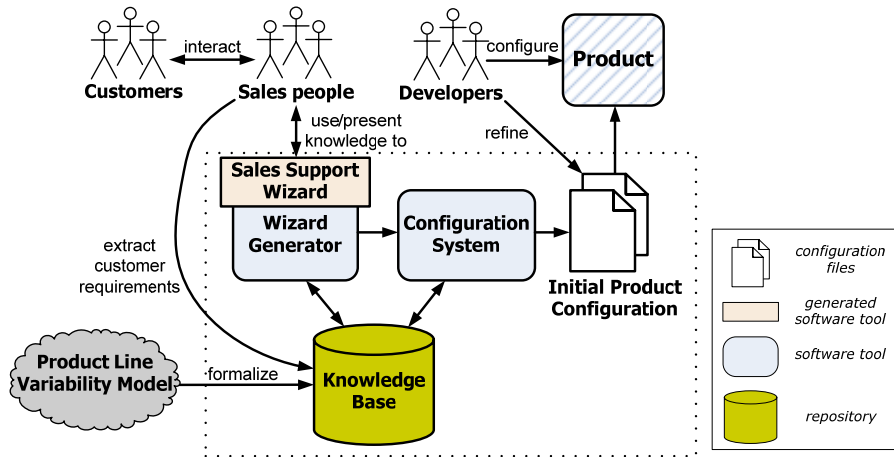 interact
configure
Product
Customers
Sales people
Developers
use/present
knowledge to
refine
Sales Support
Wizard
Wizard
Generator
Configuration
System
extract
customer
requirements
Initial Product
Configuration
configuration
files
generated
software tool
software tool
Product Line
Variability Model
formalize
Knowledge
Base
repository